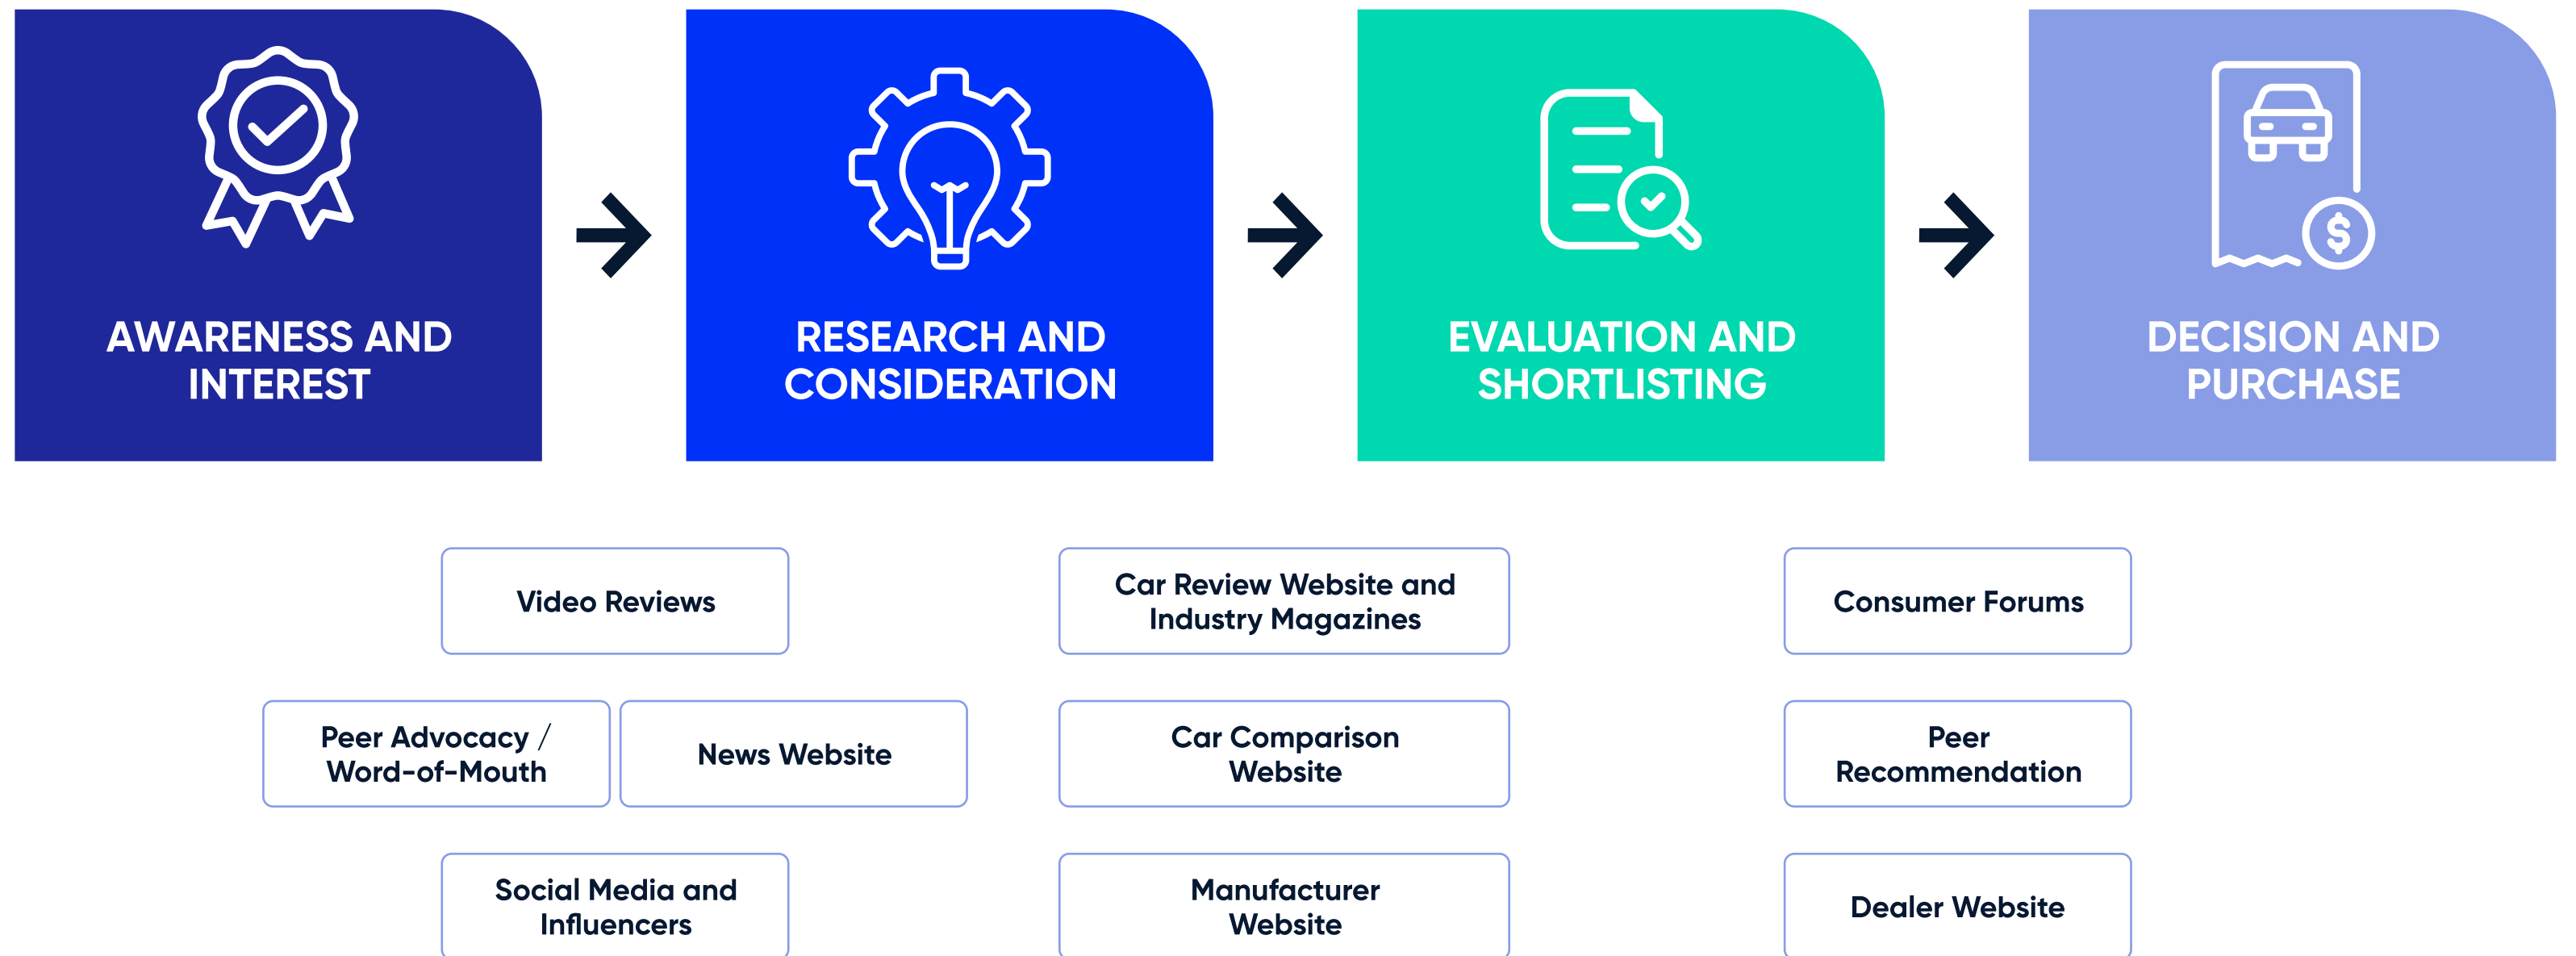 AWARENESS AND
INTEREST
RESEARCH AND
CONSIDERATION
EVALUATION AND
SHORTLISTING
$
DECISION AND
PURCHASE
Video Reviews
Car Review Website and
Industry Magazines
Consumer Forums
Peer Advocacy /
Word-of-Mouth
News Website
Car Comparison
Website
Peer
Recommendation
Social Media and
Influencers
Manufacturer
Website
Dealer Website